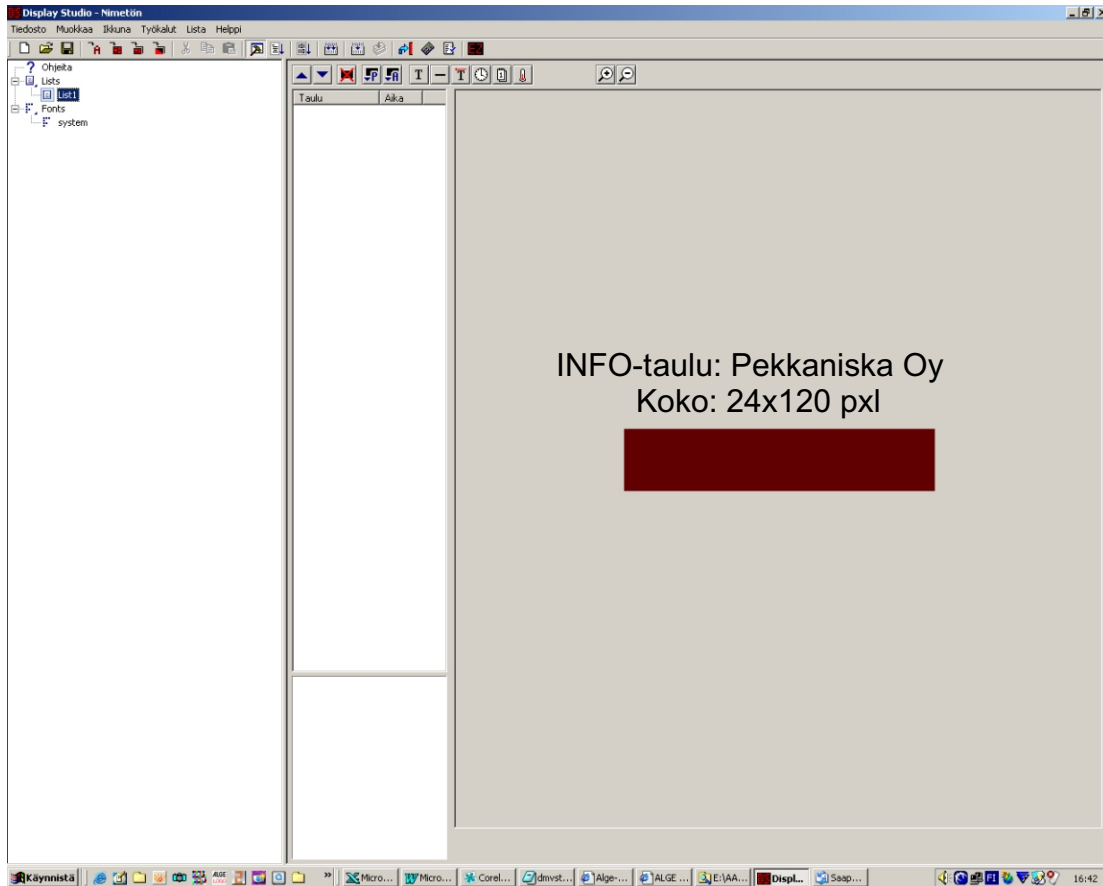 Display Studio - Nimetön
Tiedosto Muokkaa Ikkuna Työkalut Lista Helppi
Ohjeita
Lists
List1
Fonts
system
Taulu Aika
INFO-taulu: Pekkaniska Oy
Koko: 24x120 pxl
Käynnistä Micro... Micro... Corel... dmvst... Alge-... ALGE ... E:\AA... Displ... Saap... 16:42